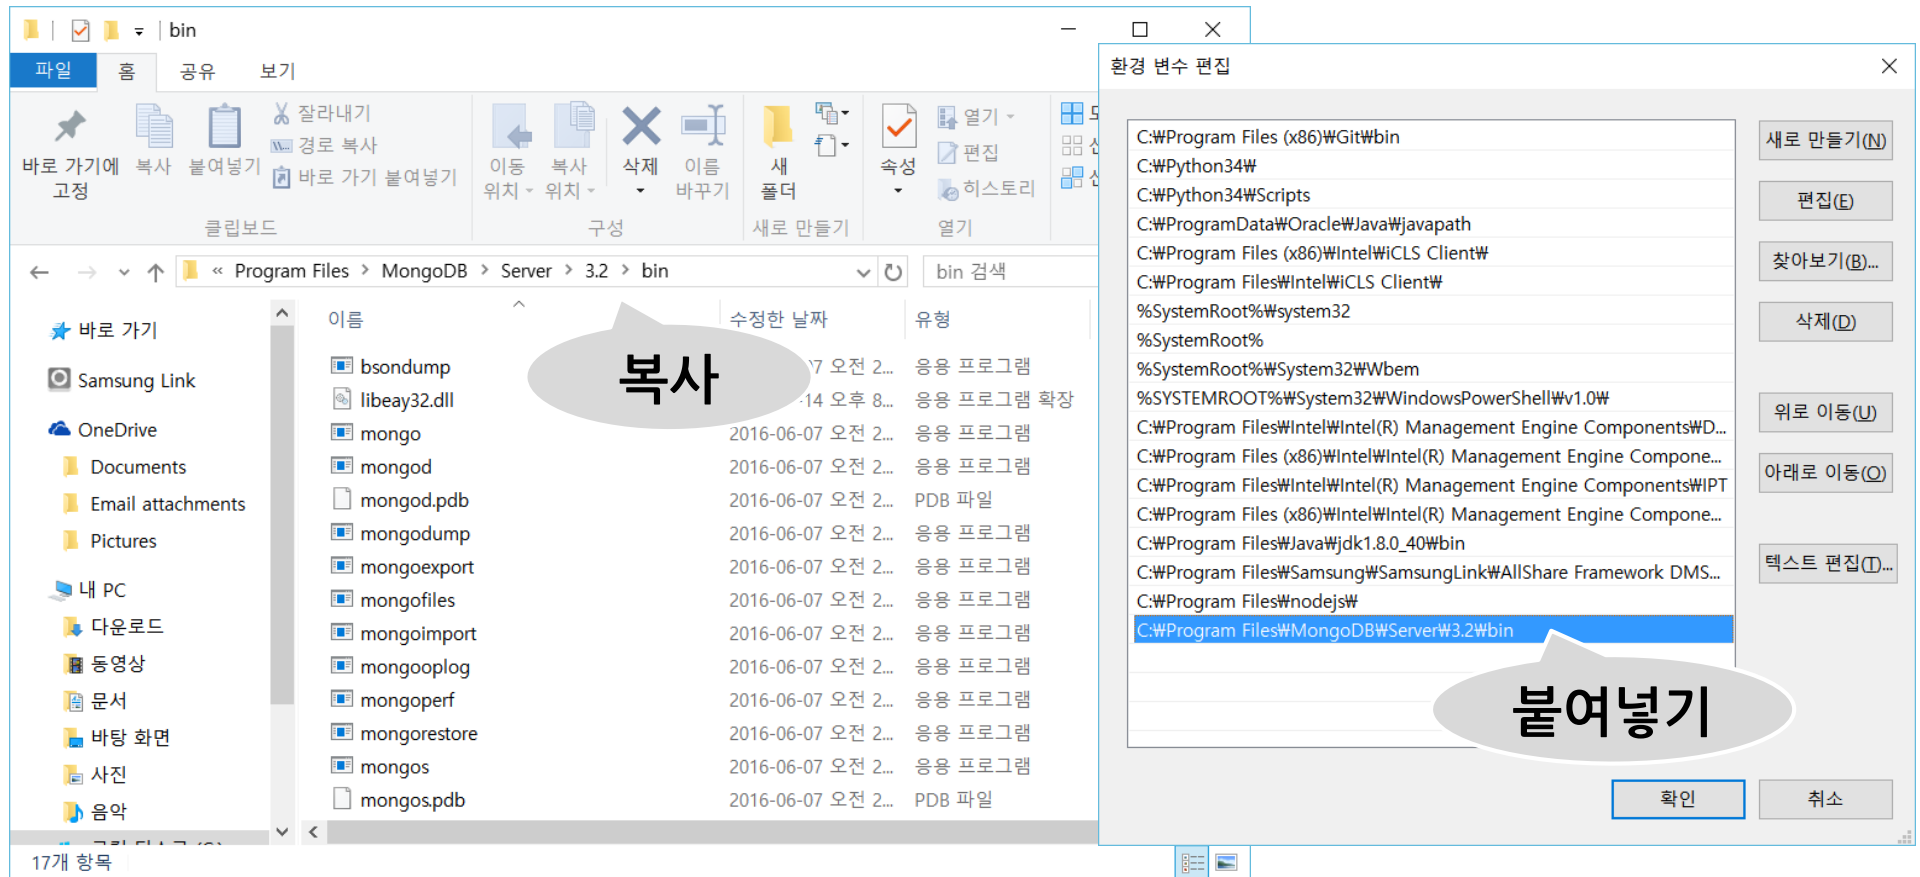 bin
파일 홈 공유 보기
바로 가기에 고정
복사
붙여넣기
잘라내기
경로 복사
바로 가기 붙여넣기
클립보드
이동 위치
복사 위치
삭제
이름 바꾸기
구성
새 폴더
새로 만들기
속성
열기
편집
히스토리
열기
« Program Files > MongoDB > Server > 3.2 > bin
bin 검색
바로 가기
Samsung Link
OneDrive
Documents
Email attachments
Pictures
내 PC
다운로드
동영상
문서
바탕 화면
사진
음악
이름 수정한 날짜 유형
bsondump 07 오전 2... 응용 프로그램
libeay32.dll -14 오후 8... 응용 프로그램 확장
mongo 2016-06-07 오전 2... 응용 프로그램
mongod 2016-06-07 오전 2... 응용 프로그램
mongod.pdb 2016-06-07 오전 2... PDB 파일
mongodump 2016-06-07 오전 2... 응용 프로그램
mongoexport 2016-06-07 오전 2... 응용 프로그램
mongofiles 2016-06-07 오전 2... 응용 프로그램
mongoimport 2016-06-07 오전 2... 응용 프로그램
mongooplog 2016-06-07 오전 2... 응용 프로그램
mongoperf 2016-06-07 오전 2... 응용 프로그램
mongorestore 2016-06-07 오전 2... 응용 프로그램
mongos 2016-06-07 오전 2... 응용 프로그램
mongos.pdb 2016-06-07 오전 2... PDB 파일
복사
17개 항목
환경 변수 편집
C:₩Program Files (x86)₩Git₩bin
C:₩Python34₩
C:₩Python34₩Scripts
C:₩ProgramData₩Oracle₩Java₩javapath
C:₩Program Files (x86)₩Intel₩iCLS Client₩
C:₩Program Files₩Intel₩iCLS Client₩
%SystemRoot%₩system32
%SystemRoot%
%SystemRoot%₩System32₩Wbem
%SYSTEMROOT%₩System32₩WindowsPowerShell₩v1.0₩
C:₩Program Files₩Intel₩Intel(R) Management Engine Components₩D...
C:₩Program Files (x86)₩Intel₩Intel(R) Management Engine Compone...
C:₩Program Files₩Intel₩Intel(R) Management Engine Components₩IPT
C:₩Program Files (x86)₩Intel₩Intel(R) Management Engine Compone...
C:₩Program Files₩Java₩jdk1.8.0_40₩bin
C:₩Program Files₩Samsung₩SamsungLink₩AllShare Framework DMS...
C:₩Program Files₩nodejs₩
C:₩Program Files₩MongoDB₩Server₩3.2₩bin
붙여넣기
새로 만들기(N)
편집(E)
찾아보기(B)...
삭제(D)
위로 이동(U)
아래로 이동(O)
텍스트 편집(T)...
확인
취소